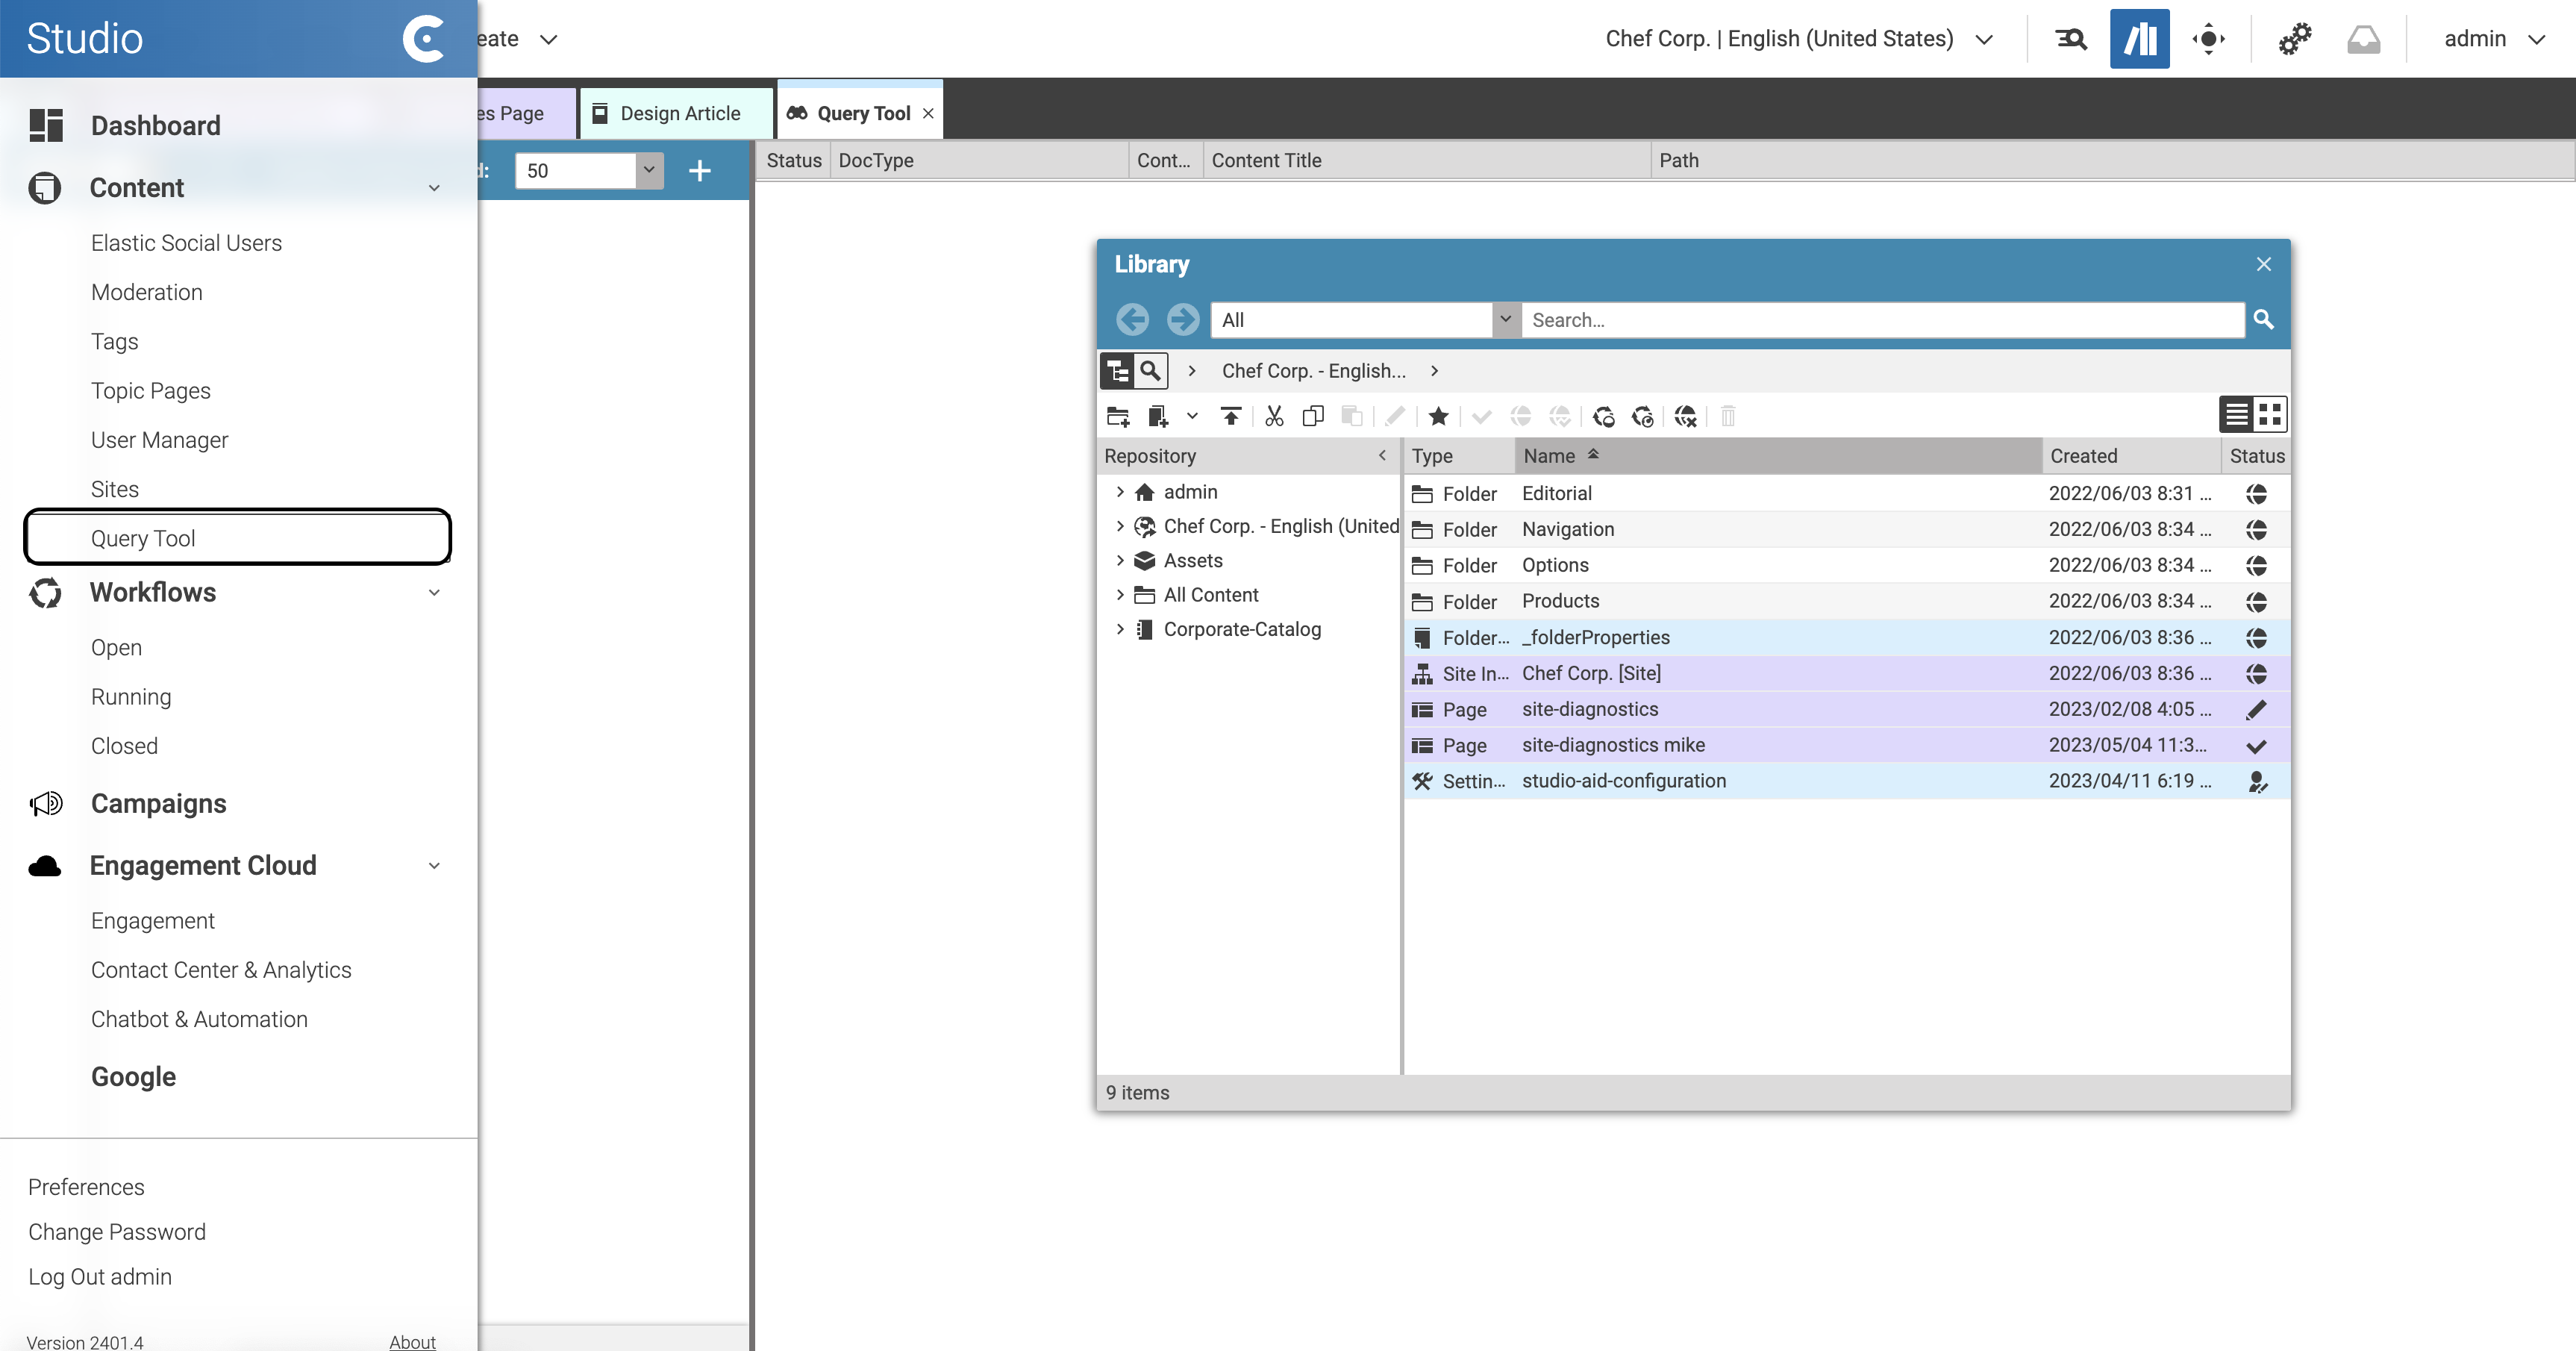 Studio
eate
Chef Corp. | English (United States)
admin
Dashboard
Content
Elastic Social Users
Moderation
Tags
Topic Pages
User Manager
Sites
Query Tool
Workflows
Open
Running
Closed
Campaigns
Engagement Cloud
Engagement
Contact Center & Analytics
Chatbot & Automation
Google
Preferences
Change Password
Log Out admin
Version 2401.4 About
es Page
Design Article
Query Tool
d: 50
Status DocType Cont... Content Title Path
Library
All Search...
Chef Corp. - English...
Repository
admin
Chef Corp. - English (United
Assets
All Content
Corporate-Catalog
Type Name Created Status
Folder Editorial 2022/06/03 8:31 ...
Folder Navigation 2022/06/03 8:34 ...
Folder Options 2022/06/03 8:34 ...
Folder Products 2022/06/03 8:34 ...
Folder... _folderProperties 2022/06/03 8:36 ...
Site In... Chef Corp. [Site] 2022/06/03 8:36 ...
Page site-diagnostics 2023/02/08 4:05 ...
Page site-diagnostics mike 2023/05/04 11:3...
Settin... studio-aid-configuration 2023/04/11 6:19 ...
9 items